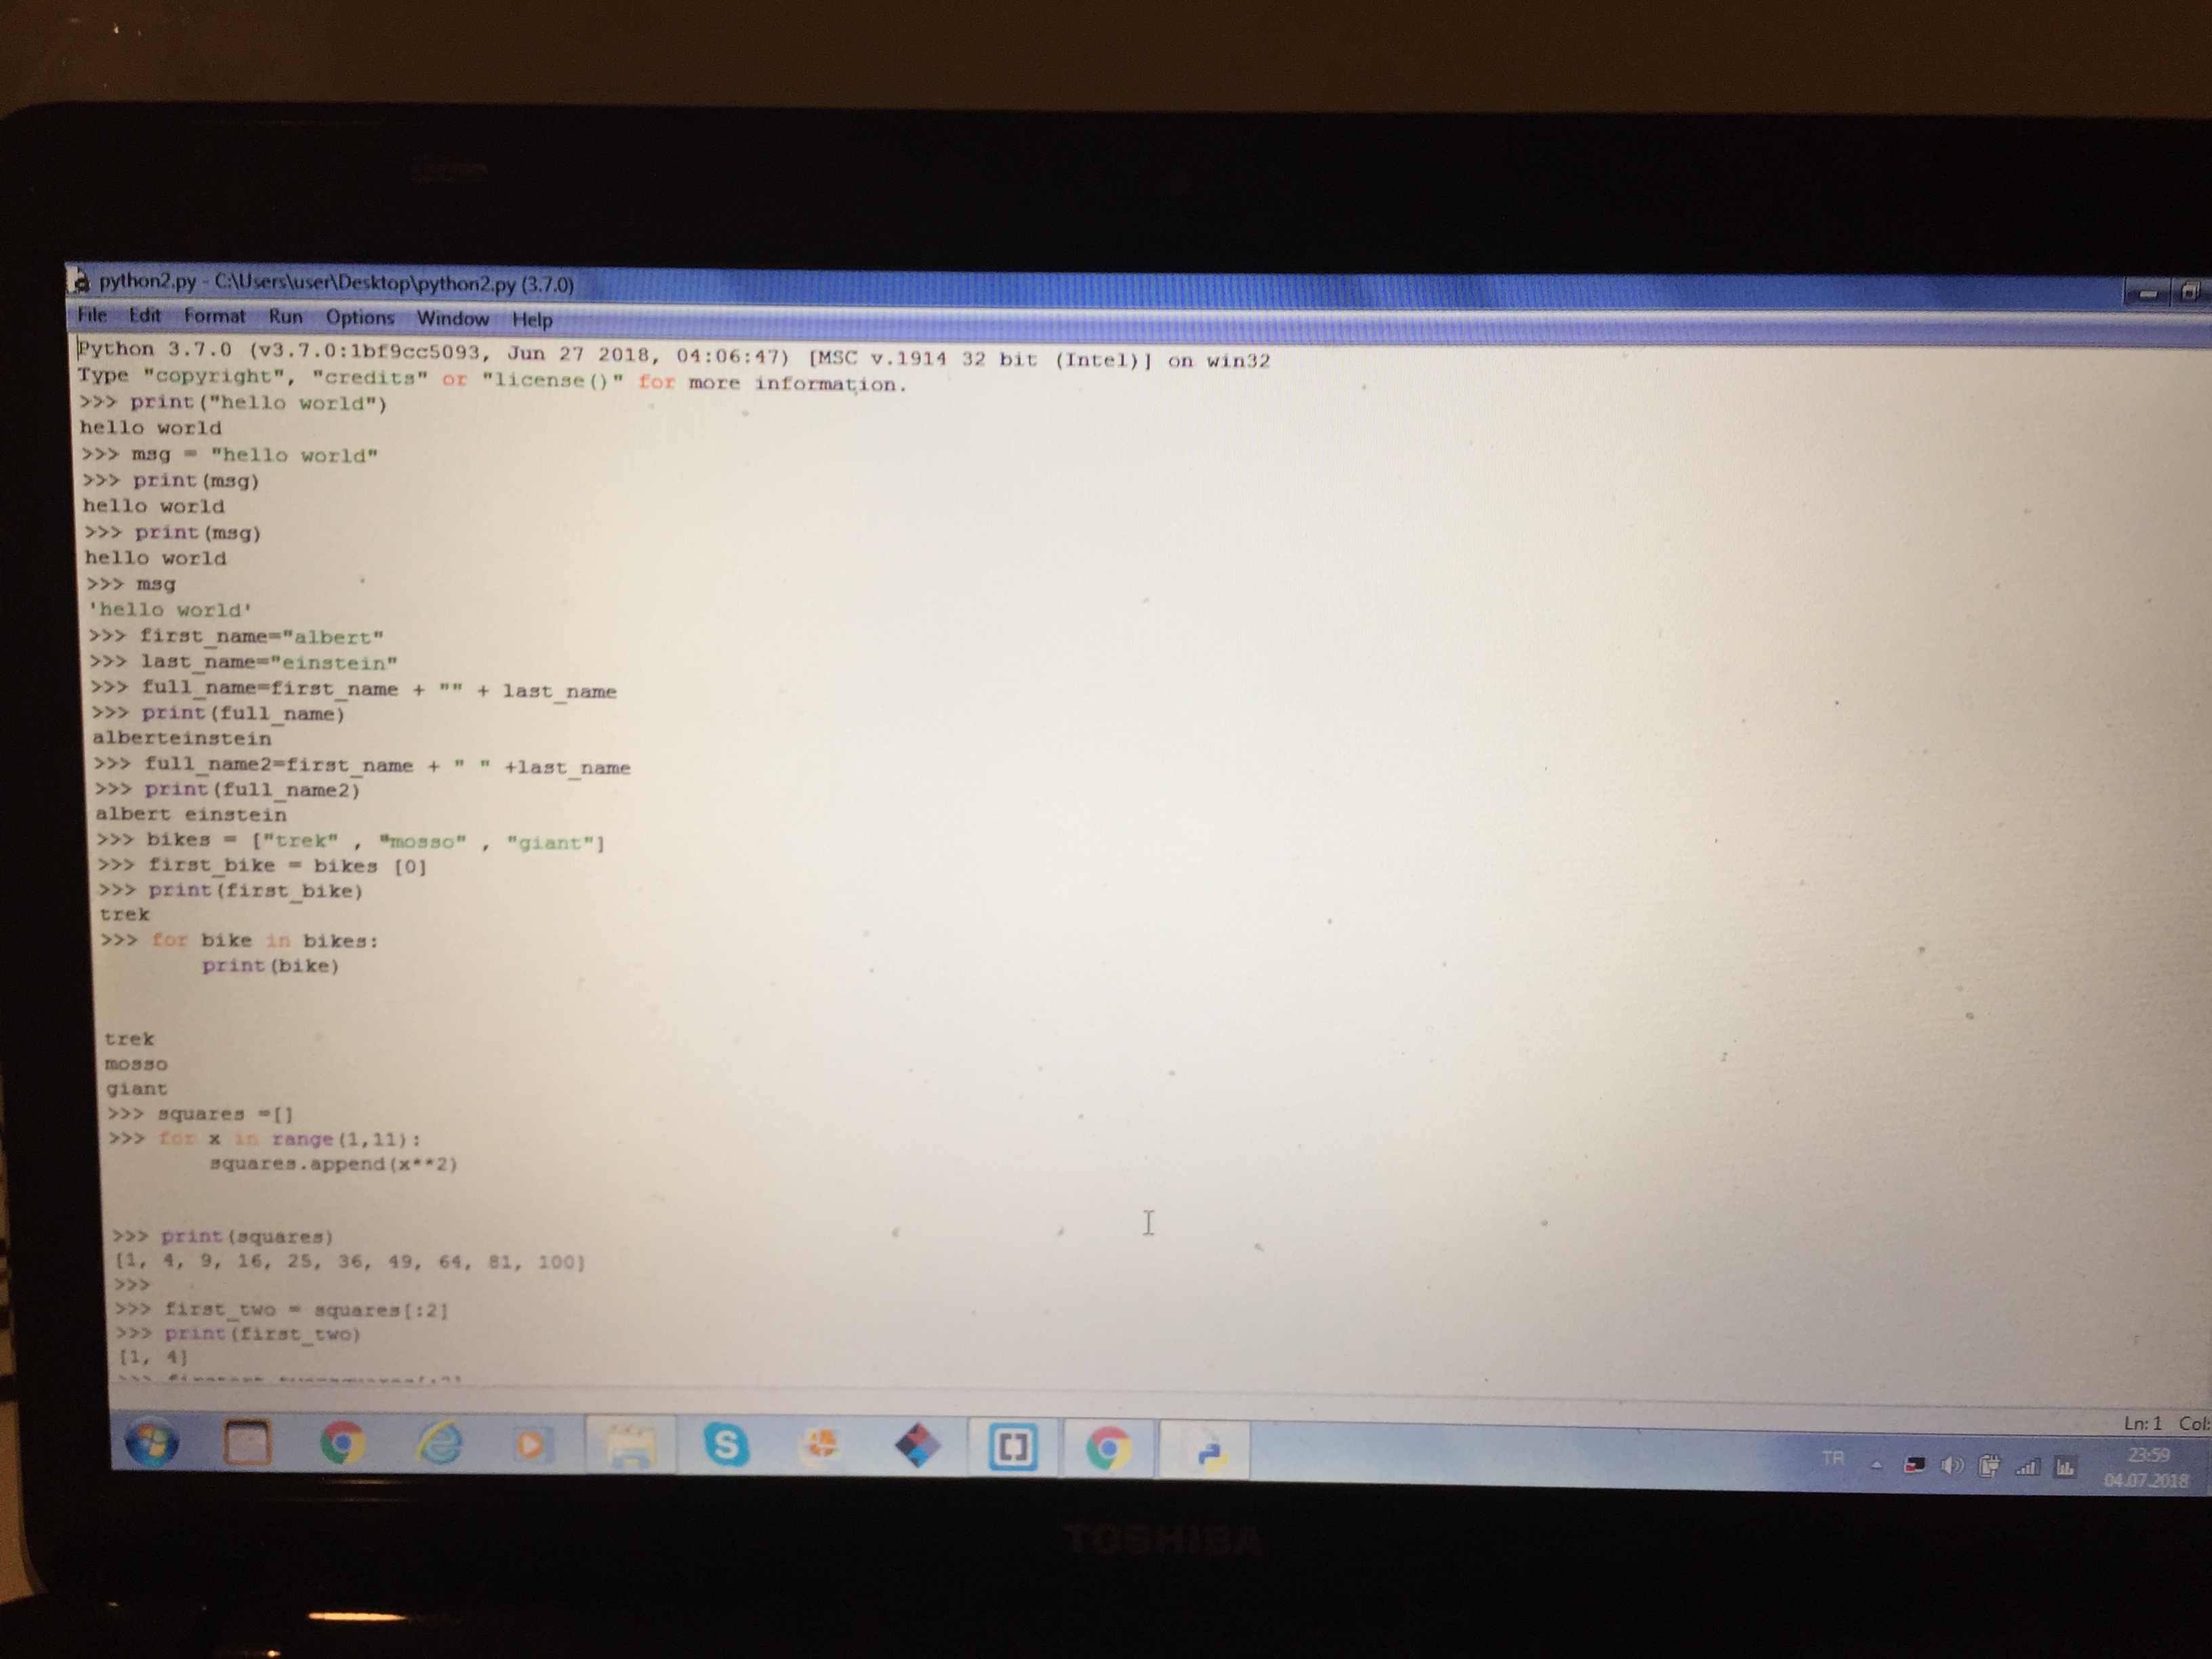 python2.py - C:\Users\user\Desktop\python2.py (3.7.0)
File Edit Format Run Options Window Help
Python 3.7.0 (v3.7.0:1bf9cc5093, Jun 27 2018, 04:06:47) [MSC v.1914 32 bit (Intel)] on win32
Type "copyright", "credits" or "license()" for more information.
>>> print("hello world")
hello world
>>> msg = "hello world"
>>> print(msg)
hello world
>>> print(msg)
hello world
>>> msg
'hello world'
>>> first_name="albert"
>>> last_name="einstein"
>>> full_name=first_name + "" + last_name
>>> print(full_name)
alberteinstein
>>> full_name2=first_name + " " +last_name
>>> print(full_name2)
albert einstein
>>> bikes = ["trek" , "mosso" , "giant"]
>>> first_bike = bikes [0]
>>> print(first_bike)
trek
>>> for bike in bikes:
print(bike)
trek
mosso
giant
>>> squares =[]
>>> for x in range(1,11):
squares.append(x**2)
>>> print(squares)
[1, 4, 9, 16, 25, 36, 49, 64, 81, 100]
>>>
>>> first_two = squares[:2]
>>> print(first_two)
[1, 4]
Ln: 1 Col:
TR
23:59
04.07.2018
TOSHIBA